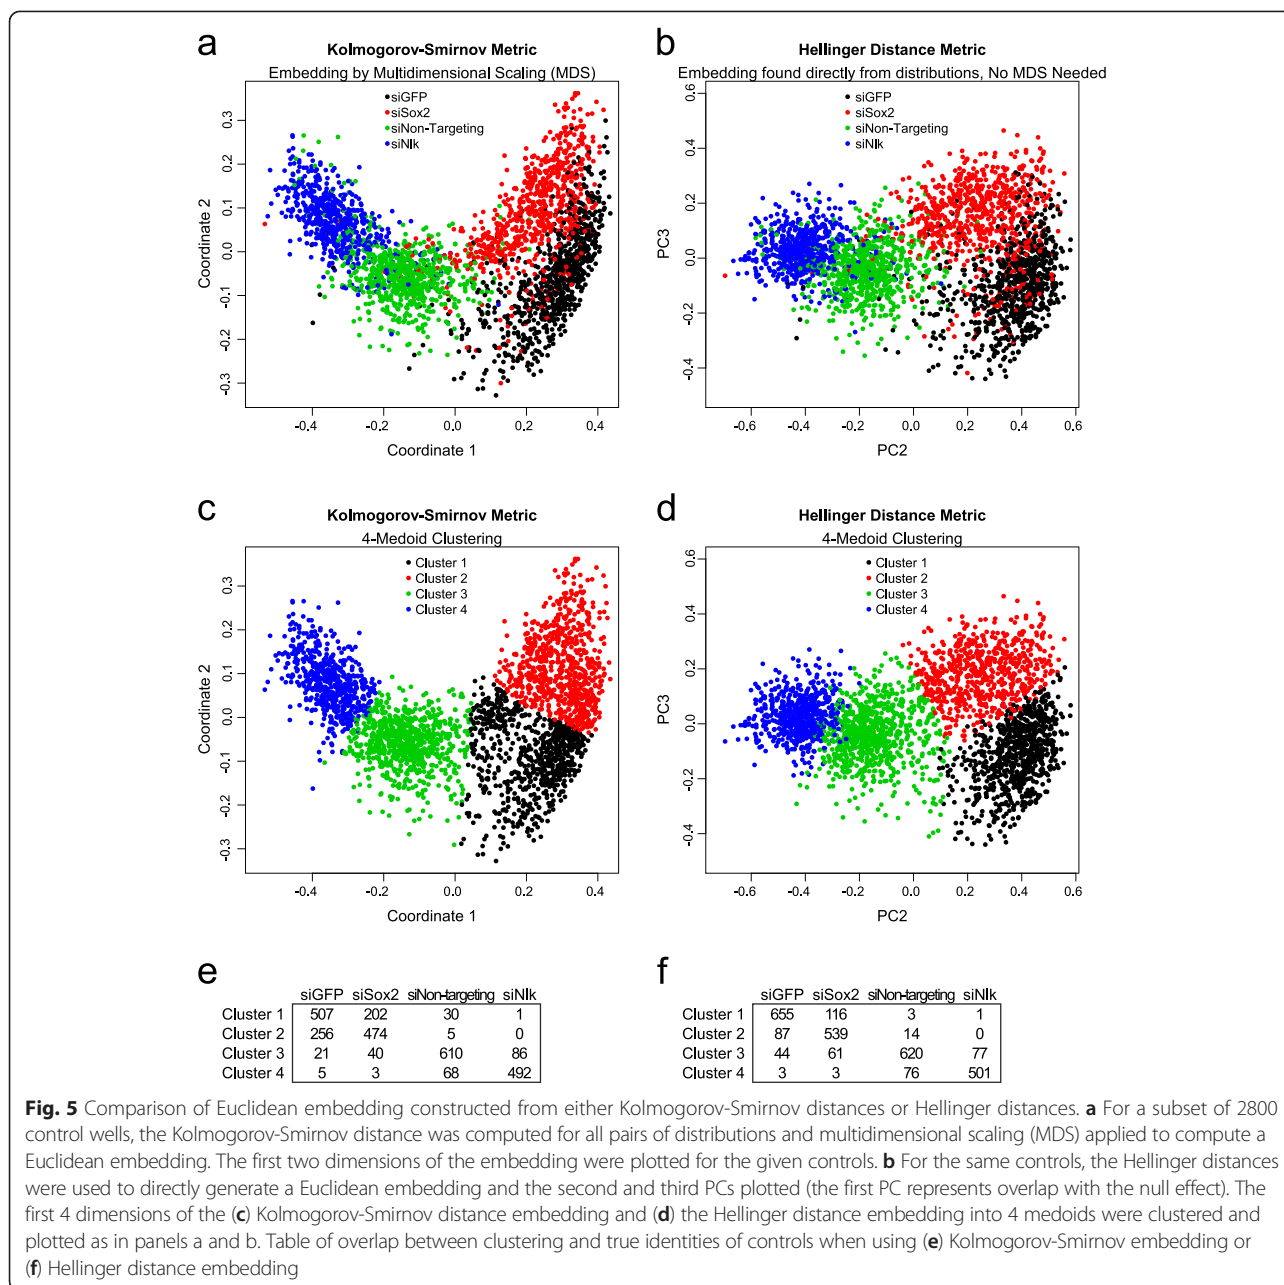 a
Kolmogorov-Smirnov Metric
Embedding by Multidimensional Scaling (MDS)
siGFP
siSox2
siNon-Targeting
siNlk
0.3
0.2
0.1
0.0
-0.1
-0.2
-0.3
Coordinate 2
-0.4 -0.2 0.0 0.2 0.4
Coordinate 1
b
Hellinger Distance Metric
Embedding found directly from distributions, No MDS Needed
siGFP
siSox2
siNon-Targeting
siNlk
0.6
0.4
0.2
0.0
-0.2
-0.4
PC3
-0.6 -0.4 -0.2 0.0 0.2 0.4 0.6
PC2
c
Kolmogorov-Smirnov Metric
4-Medoid Clustering
Cluster 1
Cluster 2
Cluster 3
Cluster 4
0.3
0.2
0.1
0.0
-0.1
-0.2
-0.3
Coordinate 2
-0.4 -0.2 0.0 0.2 0.4
Coordinate 1
d
Hellinger Distance Metric
4-Medoid Clustering
Cluster 1
Cluster 2
Cluster 3
Cluster 4
0.6
0.4
0.2
0.0
-0.2
-0.4
PC3
-0.6 -0.4 -0.2 0.0 0.2 0.4 0.6
PC2
e
siGFP siSox2 siNon-targeting siNlk
Cluster 1 507 202 30 1
Cluster 2 256 474 5 0
Cluster 3 21 40 610 86
Cluster 4 5 3 68 492
f
siGFP siSox2 siNon-targeting siNlk
Cluster 1 655 116 3 1
Cluster 2 87 539 14 0
Cluster 3 44 61 620 77
Cluster 4 3 3 76 501
Fig. 5 Comparison of Euclidean embedding constructed from either Kolmogorov-Smirnov distances or Hellinger distances. a For a subset of 2800
control wells, the Kolmogorov-Smirnov distance was computed for all pairs of distributions and multidimensional scaling (MDS) applied to compute a
Euclidean embedding. The first two dimensions of the embedding were plotted for the given controls. b For the same controls, the Hellinger distances
were used to directly generate a Euclidean embedding and the second and third PCs plotted (the first PC represents overlap with the null effect). The
first 4 dimensions of the (c) Kolmogorov-Smirnov distance embedding and (d) the Hellinger distance embedding into 4 medoids were clustered and
plotted as in panels a and b. Table of overlap between clustering and true identities of controls when using (e) Kolmogorov-Smirnov embedding or
(f) Hellinger distance embedding